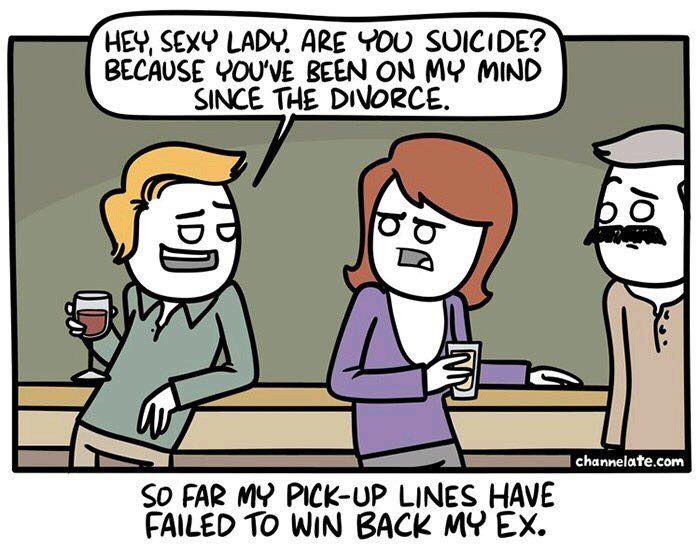 HEY, SEXY LADY. ARE YOU SUICIDE?
BECAUSE YOU'VE BEEN ON MY MIND
SINCE THE DIVORCE.
channelate.com
SO FAR MY PICK-UP LINES HAVE
FAILED TO WIN BACK MY EX.